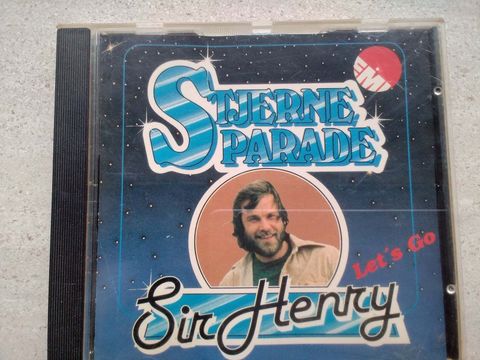 EMI
STJERNE
PARADE
Let's Go
Sir Henry